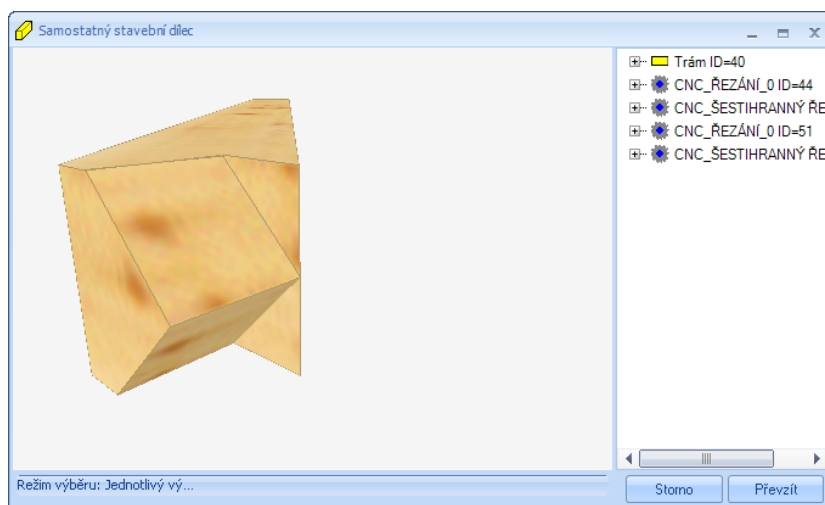 Samostatný stavební dílec
Trám ID=40
CNC_ŘEZÁNÍ_0 ID=44
CNC_ŠESTIHRANNÝ ŘE
CNC_ŘEZÁNÍ_0 ID=51
CNC_ŠESTIHRANNÝ ŘE
Režim výběru: Jednotlivý vý...
Storno
Převzít